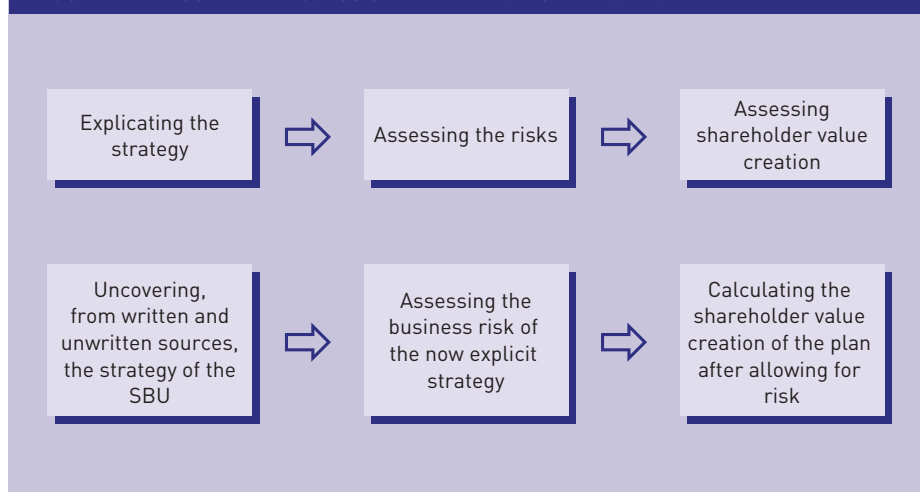 Explicating the
strategy
Assessing the risks
Assessing
shareholder value
creation
Uncovering,
from written and
unwritten sources,
the strategy of the
SBU
Assessing the
business risk of
the now explicit
strategy
Calculating the
shareholder value
creation of the plan
after allowing for
risk